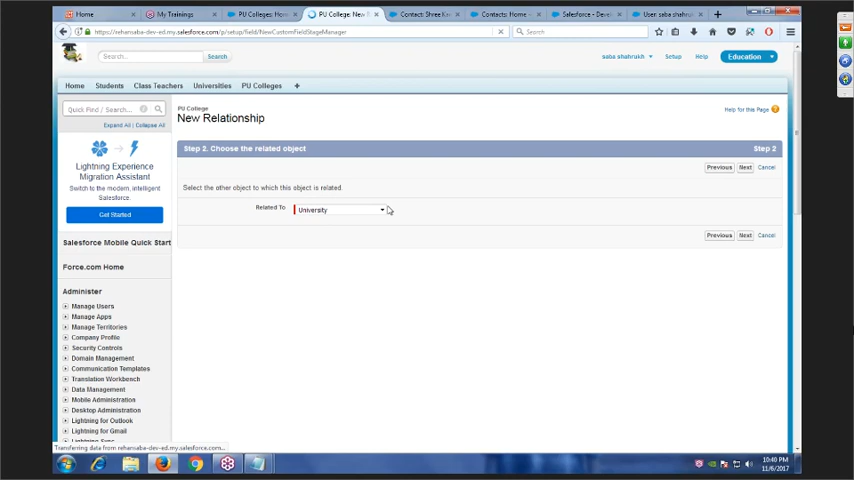 Home
My Trainings
PU Colleges: Hom
PU College: New R
Contact: Shree Ka
Contacts: Home ~
Salesforce - Devel
User: saba shahruk
https://rehansaba-dev-ed.my.salesforce.com/p/setup/field/NewCustomFieldStageManager
Search
Search...
Search
saba shahrukh
Setup
Help
Education
Home
Students
Class Teachers
Universities
PU Colleges
+
Quick Find / Search...
Expand All | Collapse All
Lightning Experience
Migration Assistant
Switch to the modern, intelligent
Salesforce.
Get Started
Salesforce Mobile Quick Start
Force.com Home
Administer
Manage Users
Manage Apps
Manage Territories
Company Profile
Security Controls
Domain Management
Communication Templates
Translation Workbench
Data Management
Mobile Administration
Desktop Administration
Lightning for Outlook
Lightning for Gmail
PU College
New Relationship
Help for this Page
Step 2. Choose the related object
Step 2
Previous
Next
Cancel
Select the other object to which this object is related.
Related To
University
Previous
Next
Cancel
Transferring data from rehansaba-dev-ed.my.salesforce.com...
10:40 PM
11/6/2017